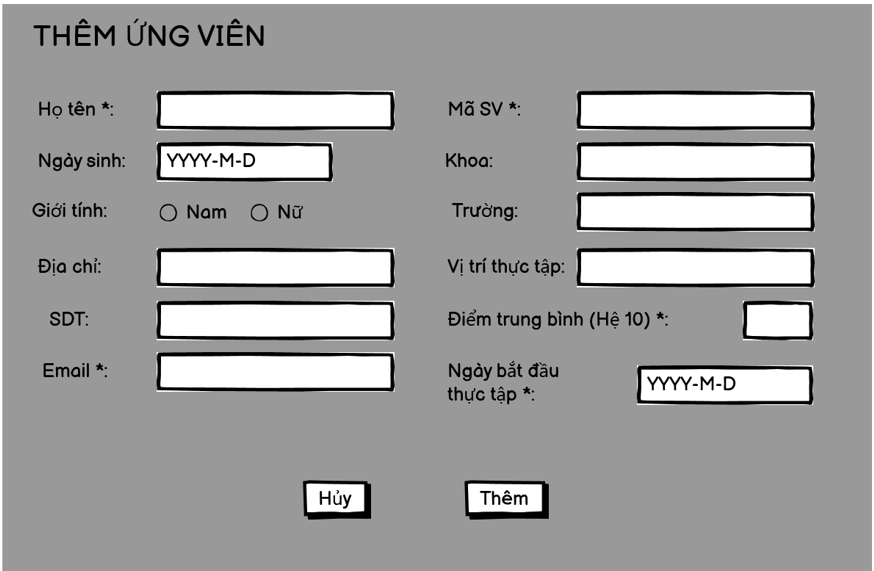 THÊM ỨNG VIÊN
Họ tên *:
Mã SV *:
Ngày sinh:
YYYY-M-D
Khoa:
Giới tính:
Nam
Nữ
Trường:
Địa chỉ:
Vị trí thực tập:
SDT:
Điểm trung bình (Hệ 10) *:
Email *:
Ngày bắt đầu
thực tập *:
YYYY-M-D
Hủy
Thêm